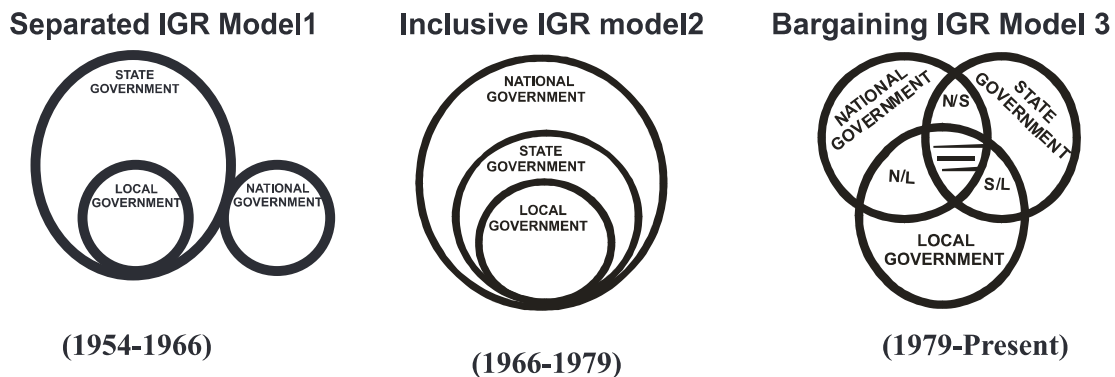 Separated IGR Model1
STATE
GOVERNMENT
LOCAL
GOVERNMENT
NATIONAL
GOVERNMENT
(1954-1966)
Inclusive IGR model2
NATIONAL
GOVERNMENT
STATE
GOVERNMENT
LOCAL
GOVERNMENT
(1966-1979)
Bargaining IGR Model 3
NATIONAL
GOVERNMENT
N/S
STATE
GOVERNMENT
N/L
S/L
LOCAL
GOVERNMENT
(1979-Present)